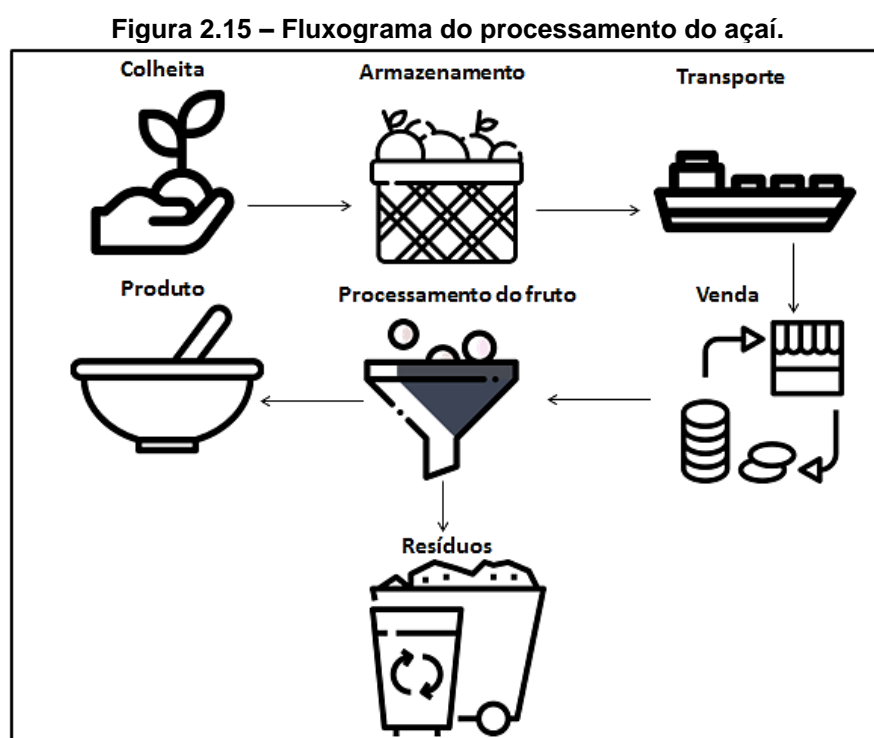 Figura 2.15 – Fluxograma do processamento do açaí.
Colheita
Armazenamento
Transporte
Produto
Processamento do fruto
Venda
Resíduos